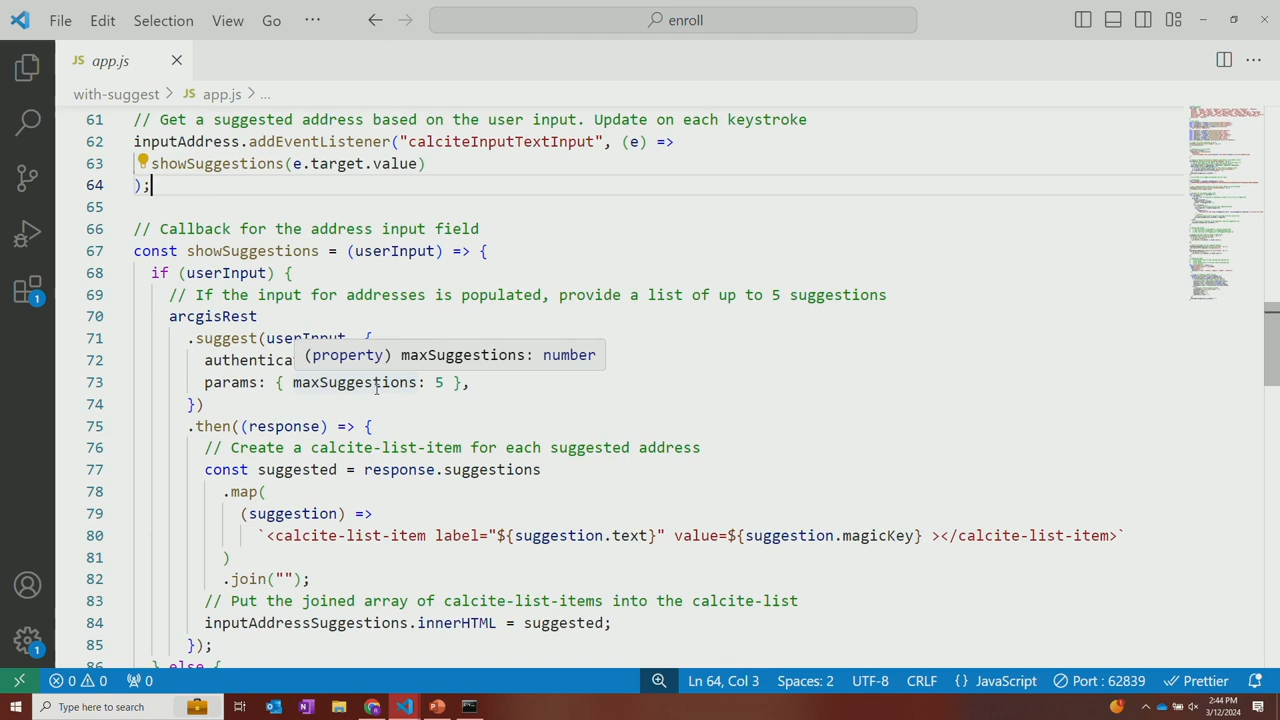 File Edit Selection View Go ··· enroll
JS app.js
with-suggest > JS app.js > ...
61 // Get a suggested address based on the user input. Update on each keystroke
62 inputAddress.addEventListener("calciteInputTextInput", (e) =>
63 showSuggestions(e.target.value)
64 );
65
66 // Callback for the address input field
67 const showSuggestions = (userInput) => {
68 if (userInput) {
69 // If the input for addresses is populated, provide a list of up to 5 suggestions
70 arcgisRest
71 .suggest(userInput, {
(property) maxSuggestions: number
72 authentica
73 params: { maxSuggestions: 5 },
74 })
75 .then((response) => {
76 // Create a calcite-list-item for each suggested address
77 const suggested = response.suggestions
78 .map(
79 (suggestion) =>
80 `<calcite-list-item label="${suggestion.text}" value=${suggestion.magicKey} ></calcite-list-item>`
81 )
82 .join("");
83 // Put the joined array of calcite-list-items into the calcite-list
84 inputAddressSuggestions.innerHTML = suggested;
85 });
86 } else {
1
1
0 0 0 Ln 64, Col 3 Spaces: 2 UTF-8 CRLF {} JavaScript Port : 62839 Prettier
Type here to search
2:44 PM
3/12/2024